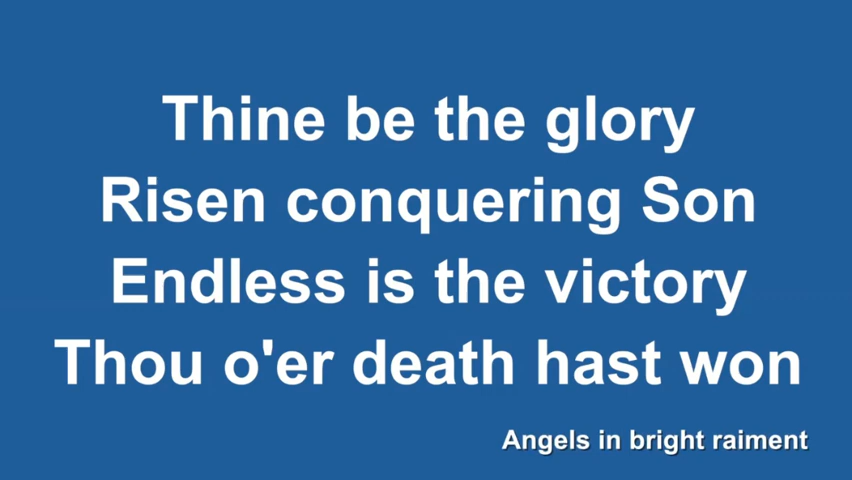 Thine be the glory
Risen conquering Son
Endless is the victory
Thou o'er death hast won
Angels in bright raiment